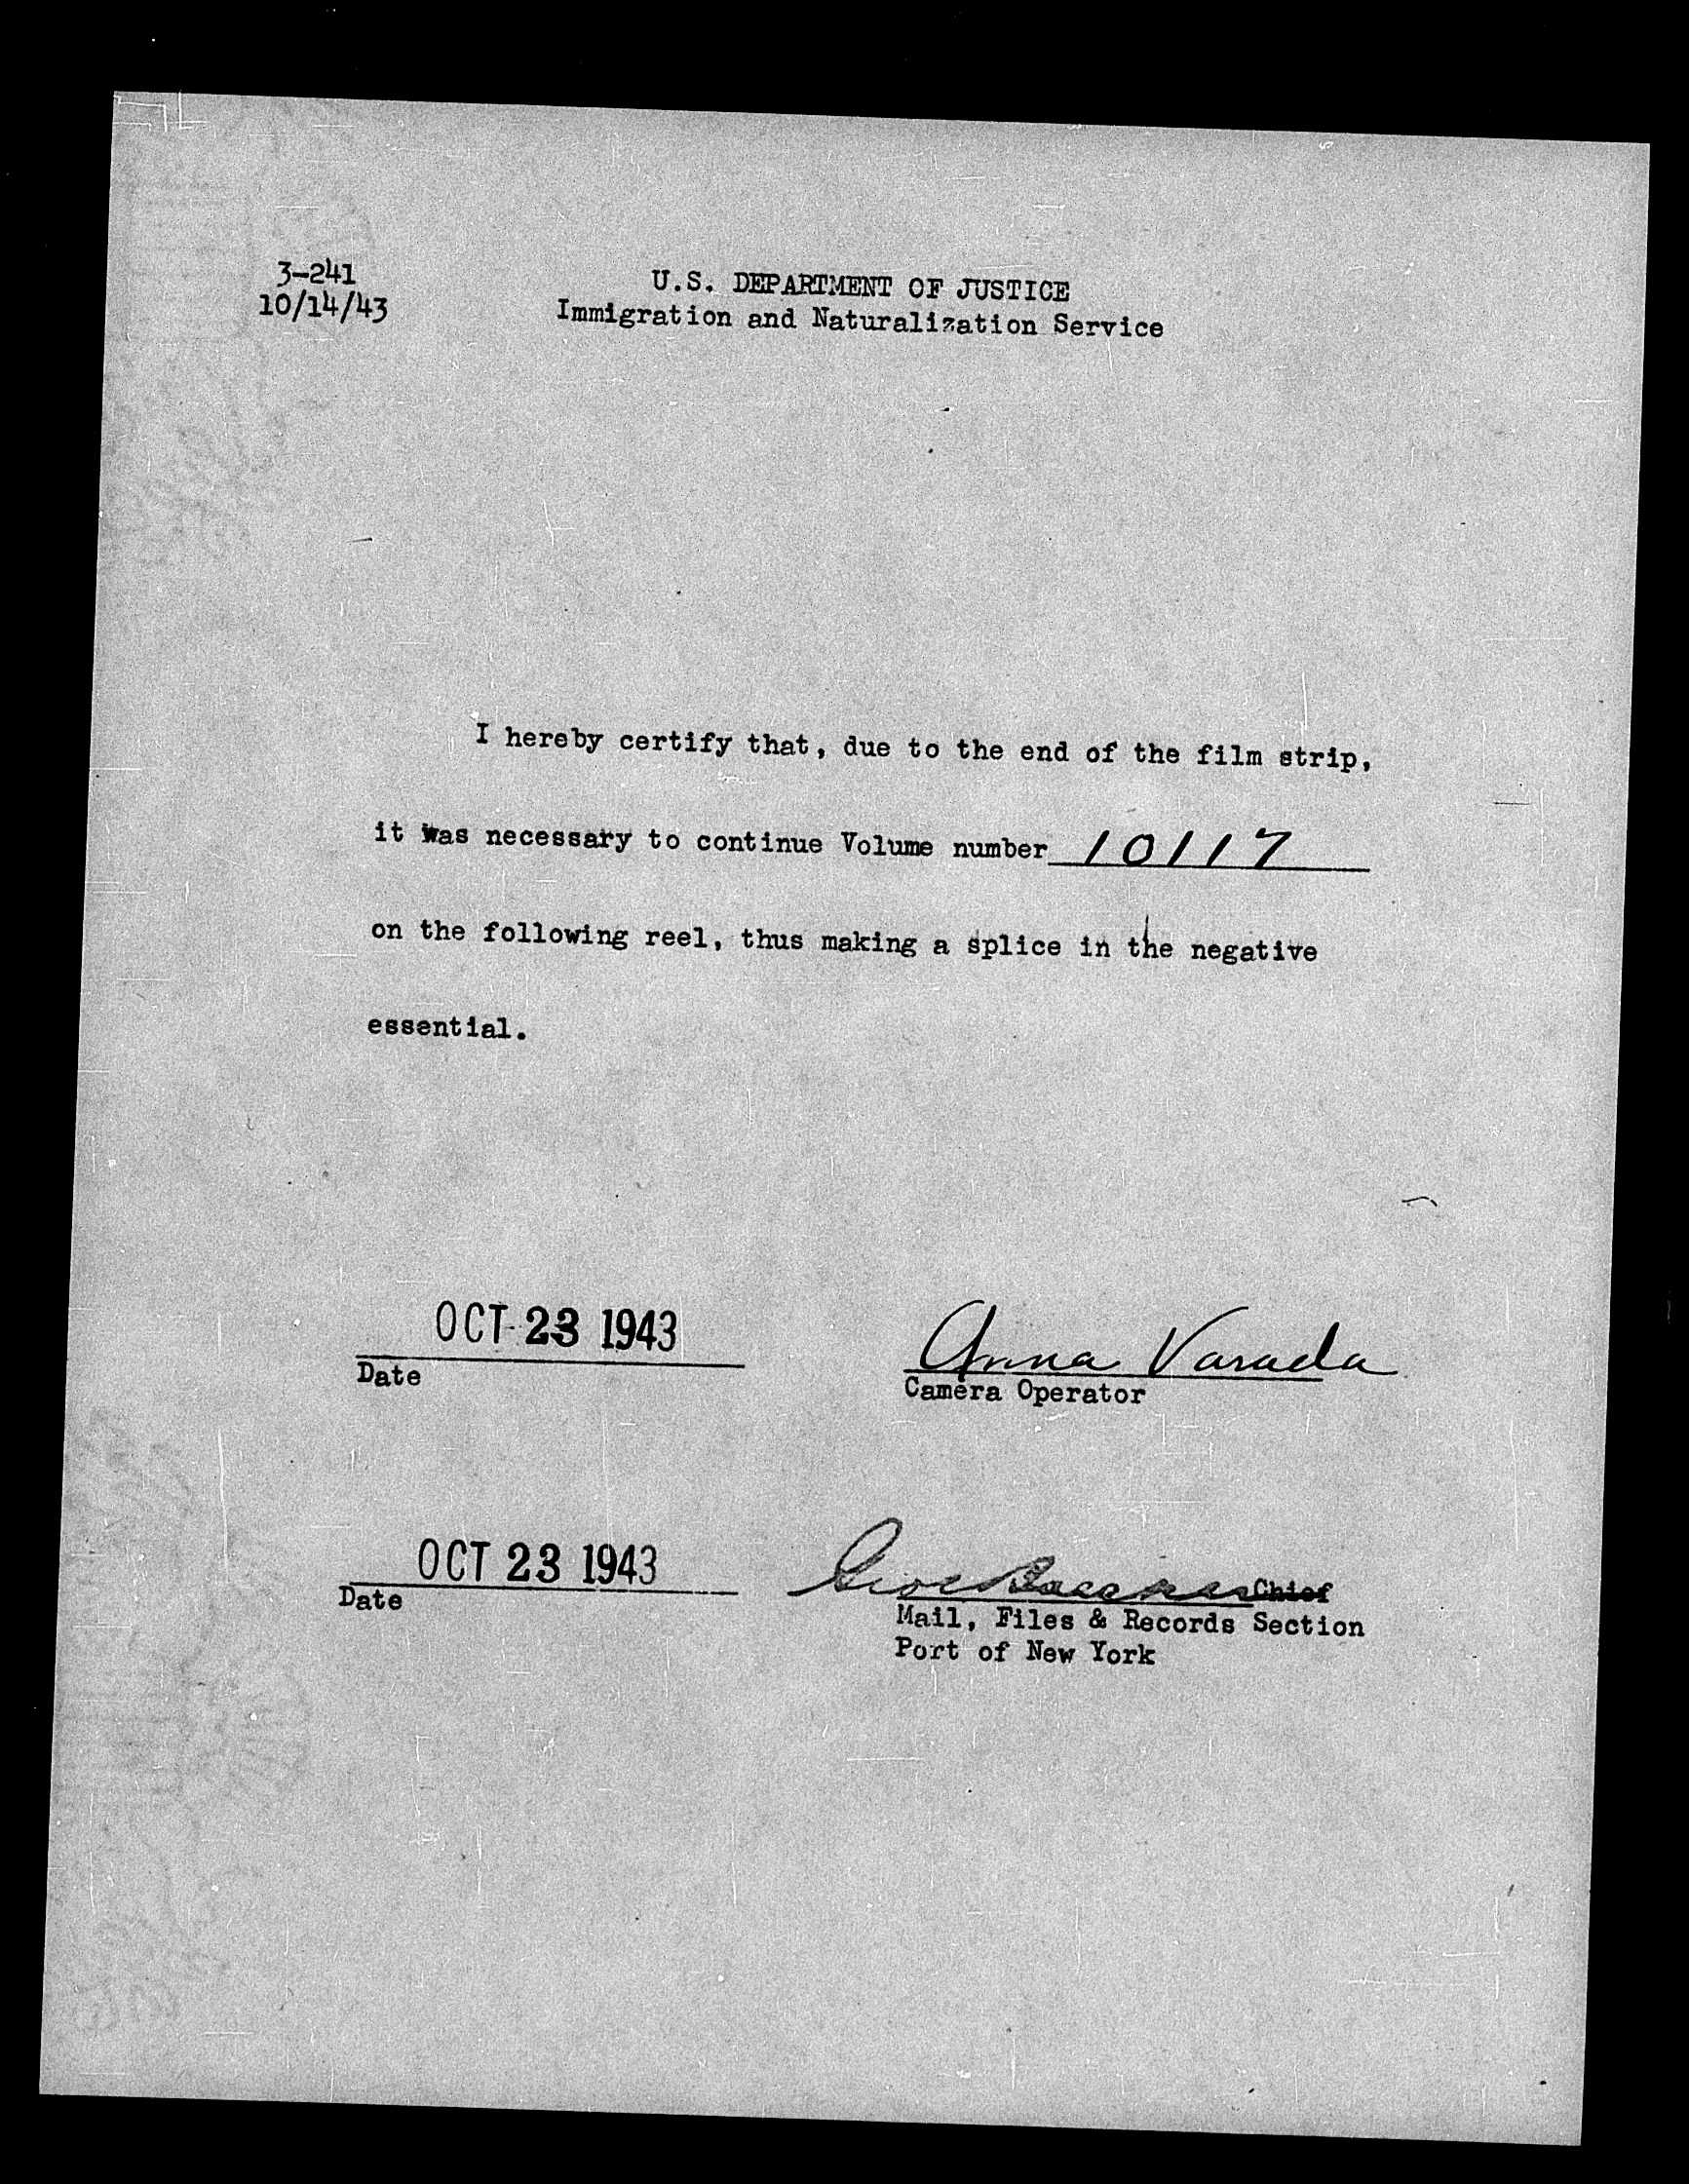 3-241
10/14/43
U.S. DEPARTMENT OF JUSTICE
Immigration and Naturalization Service
I hereby certify that, due to the end of the film strip,
it was necessary to continue Volume number 10117
on the following reel, thus making a splice in the negative
essential.
OCT 23 1943
Date
Anna Varada
Camera Operator
OCT 23 1943
Date
Chief
Mail, Files & Records Section
Port of New York